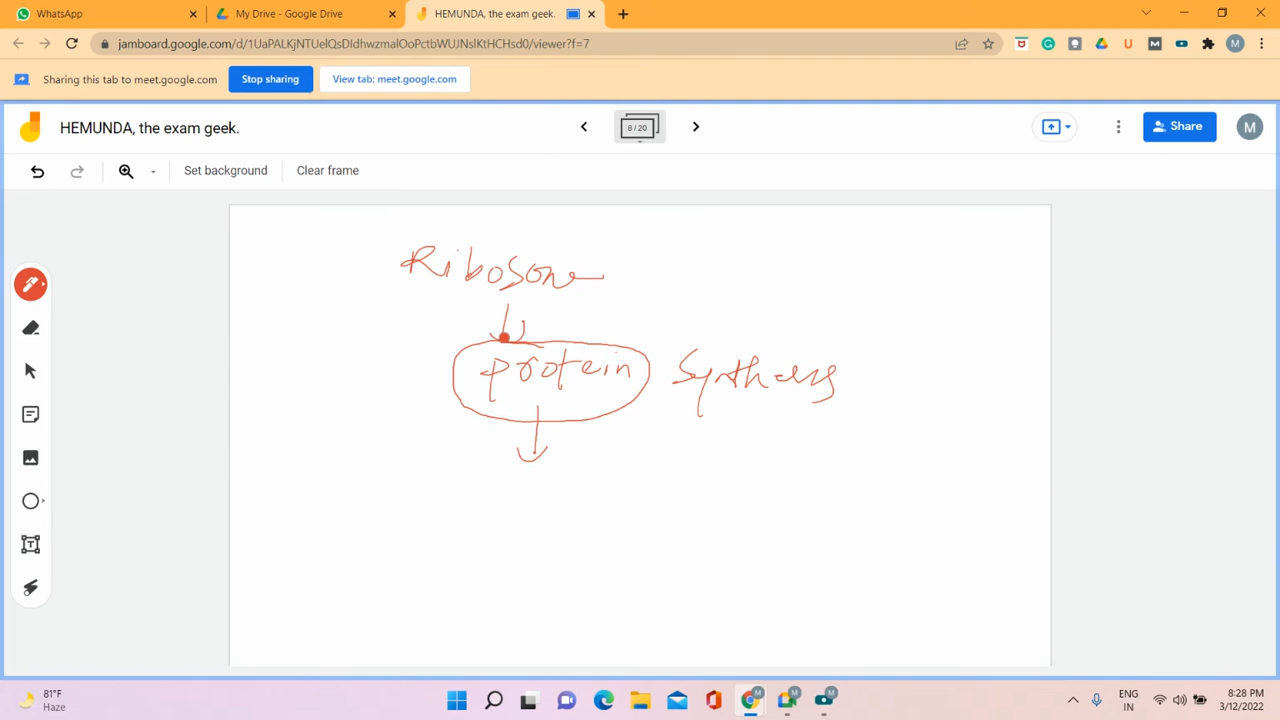 WhatsApp
My Drive - Google Drive
HEMUNDA, the exam geek.
jamboard.google.com/d/1UaPALKjNTUelQsDIdhwzmalOoPctbWUJNslKtHCHsd0/viewer?f=7
Sharing this tab to meet.google.com
Stop sharing
View tab: meet.google.com
HEMUNDA, the exam geek.
8 / 20
Share
M
Set background
Clear frame
Ribosome
protein Synthesis
81°F
Haze
ENG
IN
8:28 PM
3/12/2022